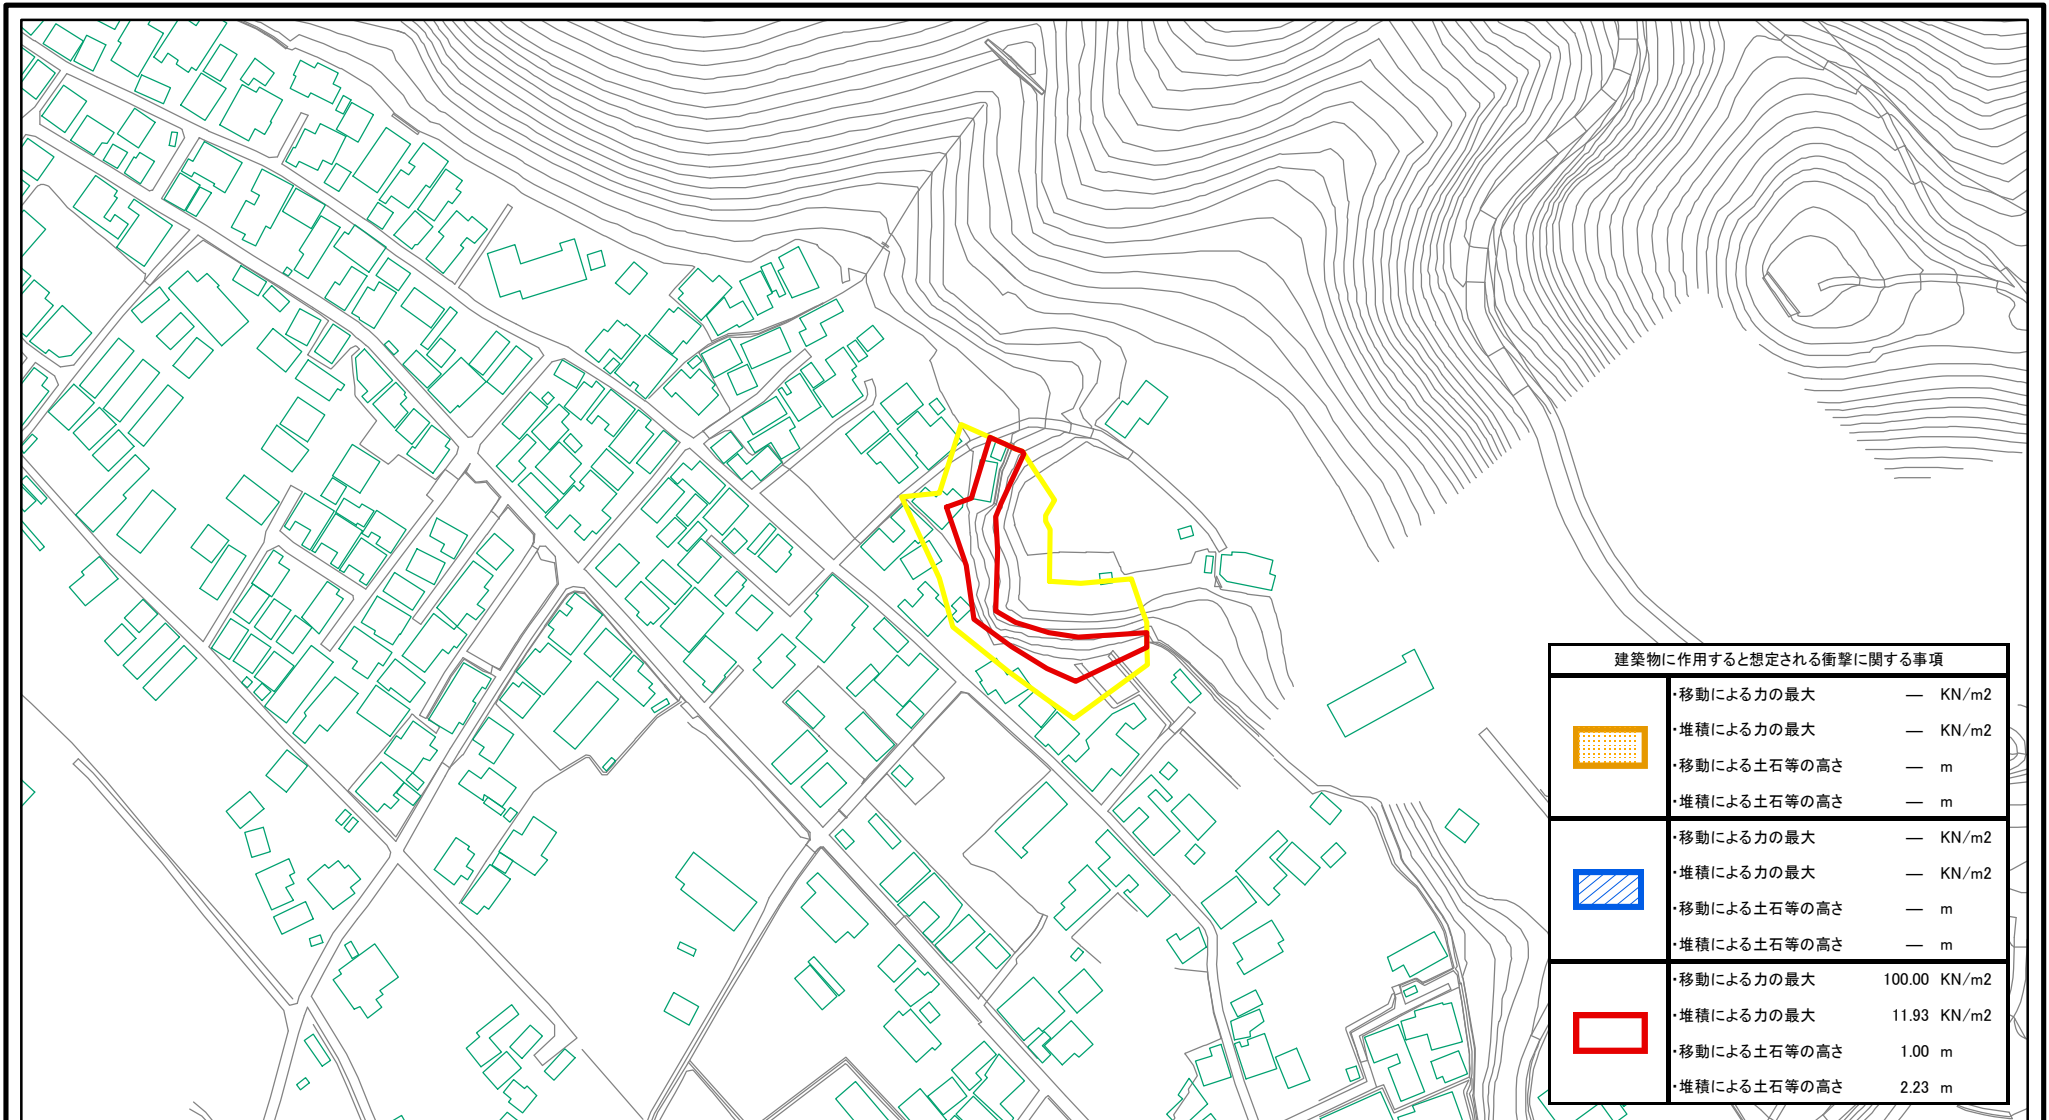 建築物に作用すると想定される衝撃に関する事項
・移動による力の最大 ― KN/m2
・堆積による力の最大 ― KN/m2
・移動による土石等の高さ ― m
・堆積による土石等の高さ ― m
・移動による力の最大 ― KN/m2
・堆積による力の最大 ― KN/m2
・移動による土石等の高さ ― m
・堆積による土石等の高さ ― m
・移動による力の最大 100.00 KN/m2
・堆積による力の最大 11.93 KN/m2
・移動による土石等の高さ 1.00 m
・堆積による土石等の高さ 2.23 m